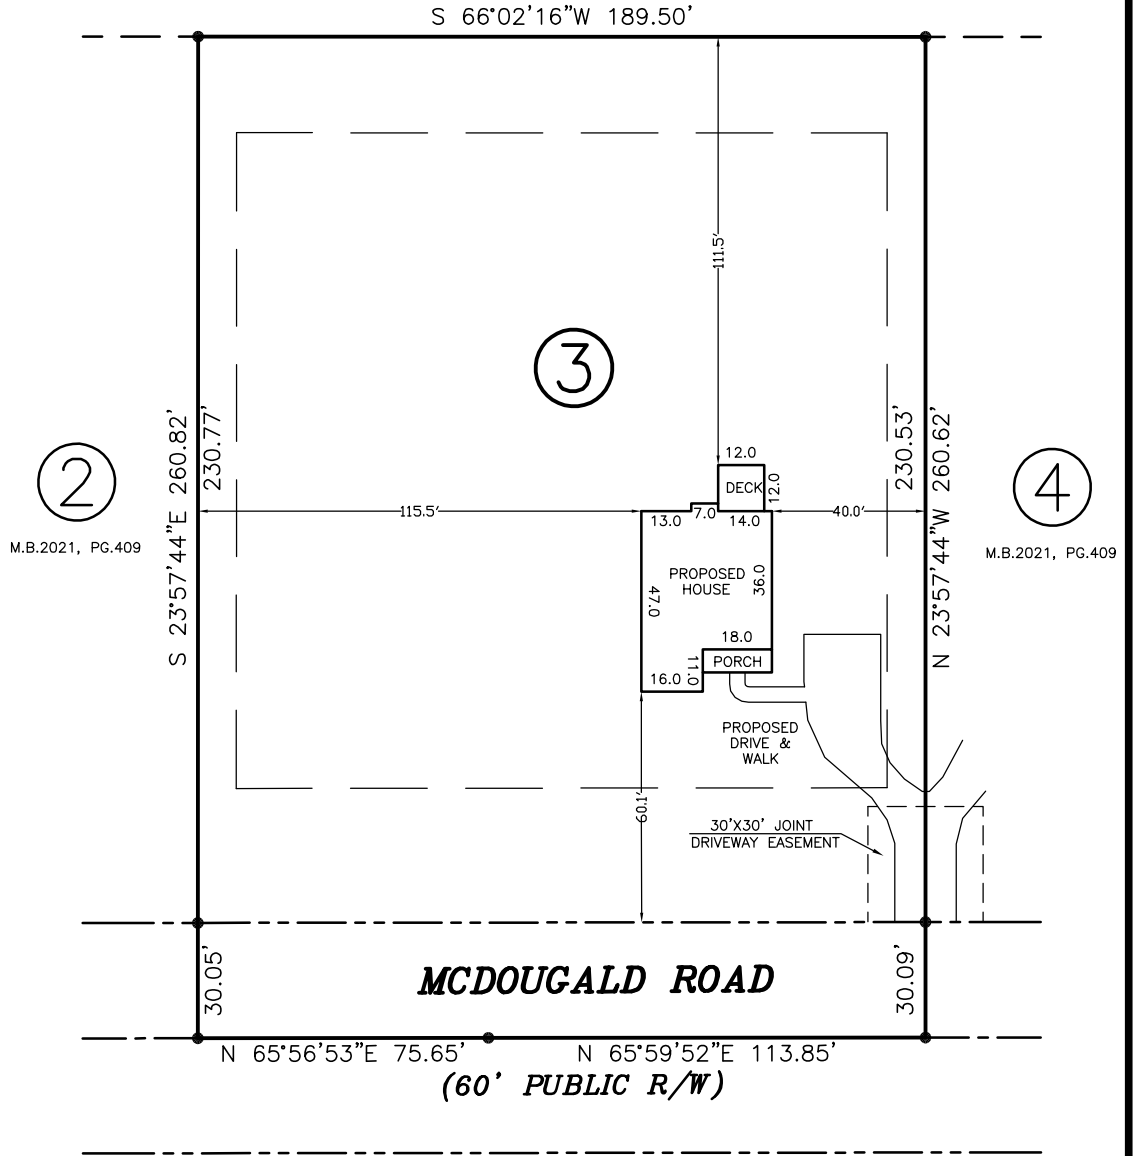 S 66°02'16"W 189.50'
111.5'
3
2
M.B.2021, PG.409
S 23°57'44"E 260.82'
230.77'
230.53'
N 23°57'44"W 260.62'
4
M.B.2021, PG.409
12.0
DECK
12.0
115.5'
13.0
7.0
14.0
40.0'
PROPOSED
HOUSE
36.0
47.0
18.0
PORCH
11.0
16.0
PROPOSED
DRIVE &
WALK
60.1'
30'X30' JOINT
DRIVEWAY EASEMENT
30.05'
MCDOUGALD ROAD
30.09'
N 65°56'53"E 75.65'
N 65°59'52"E 113.85'
(60' PUBLIC R/W)